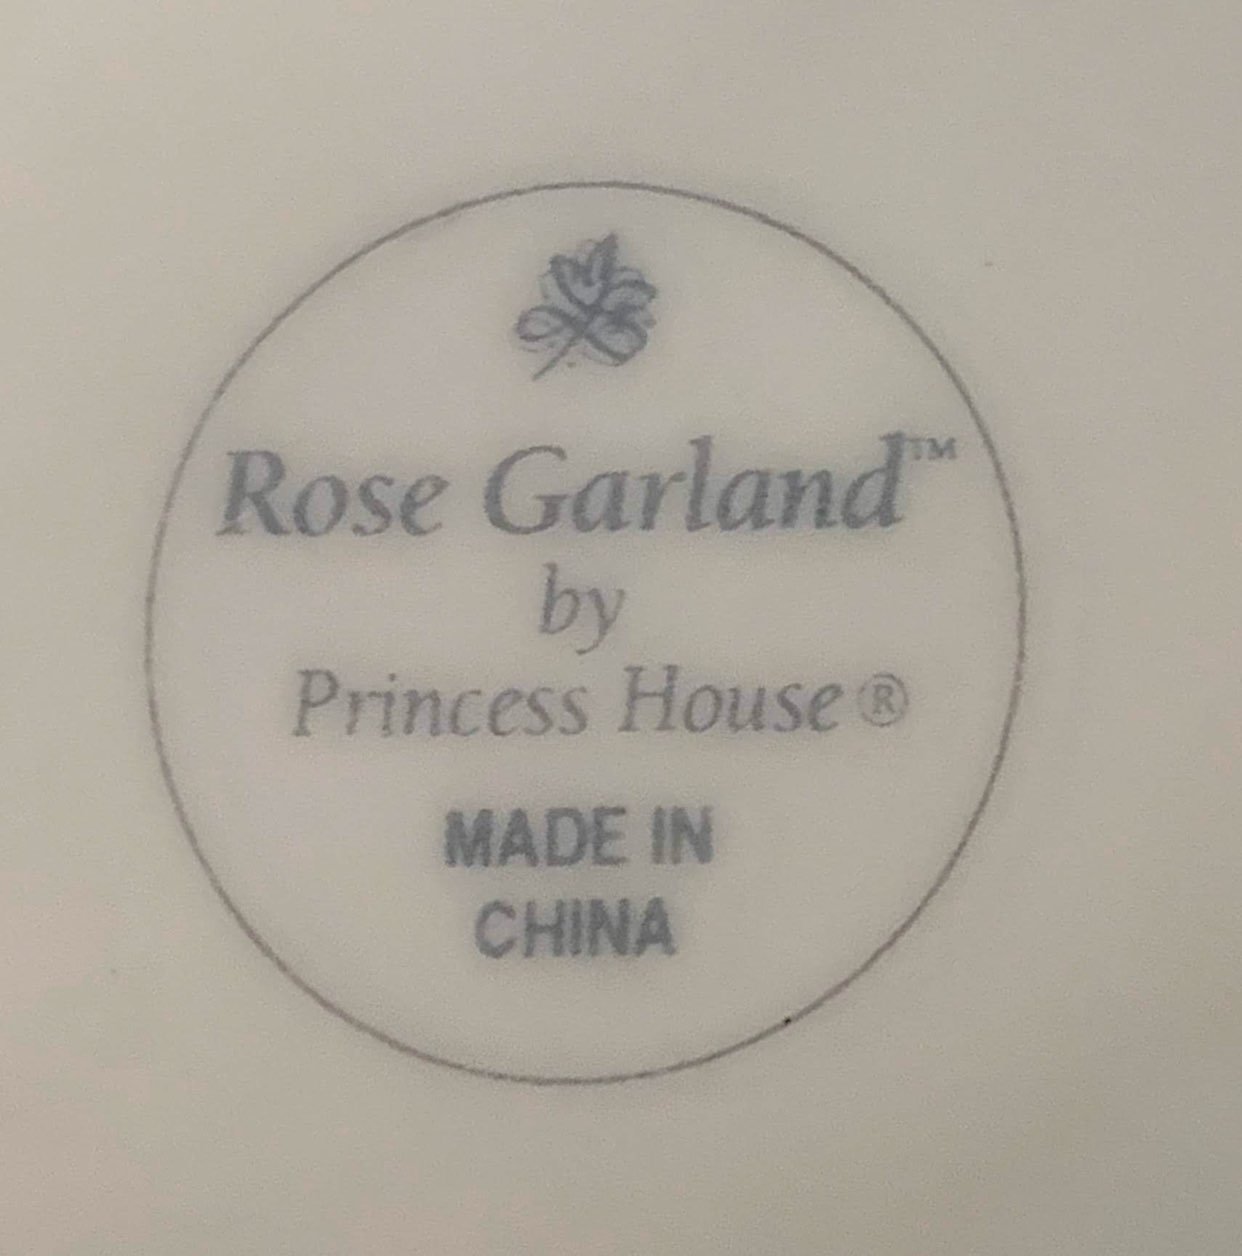 Rose Garland™
by
Princess House®
MADE IN
CHINA